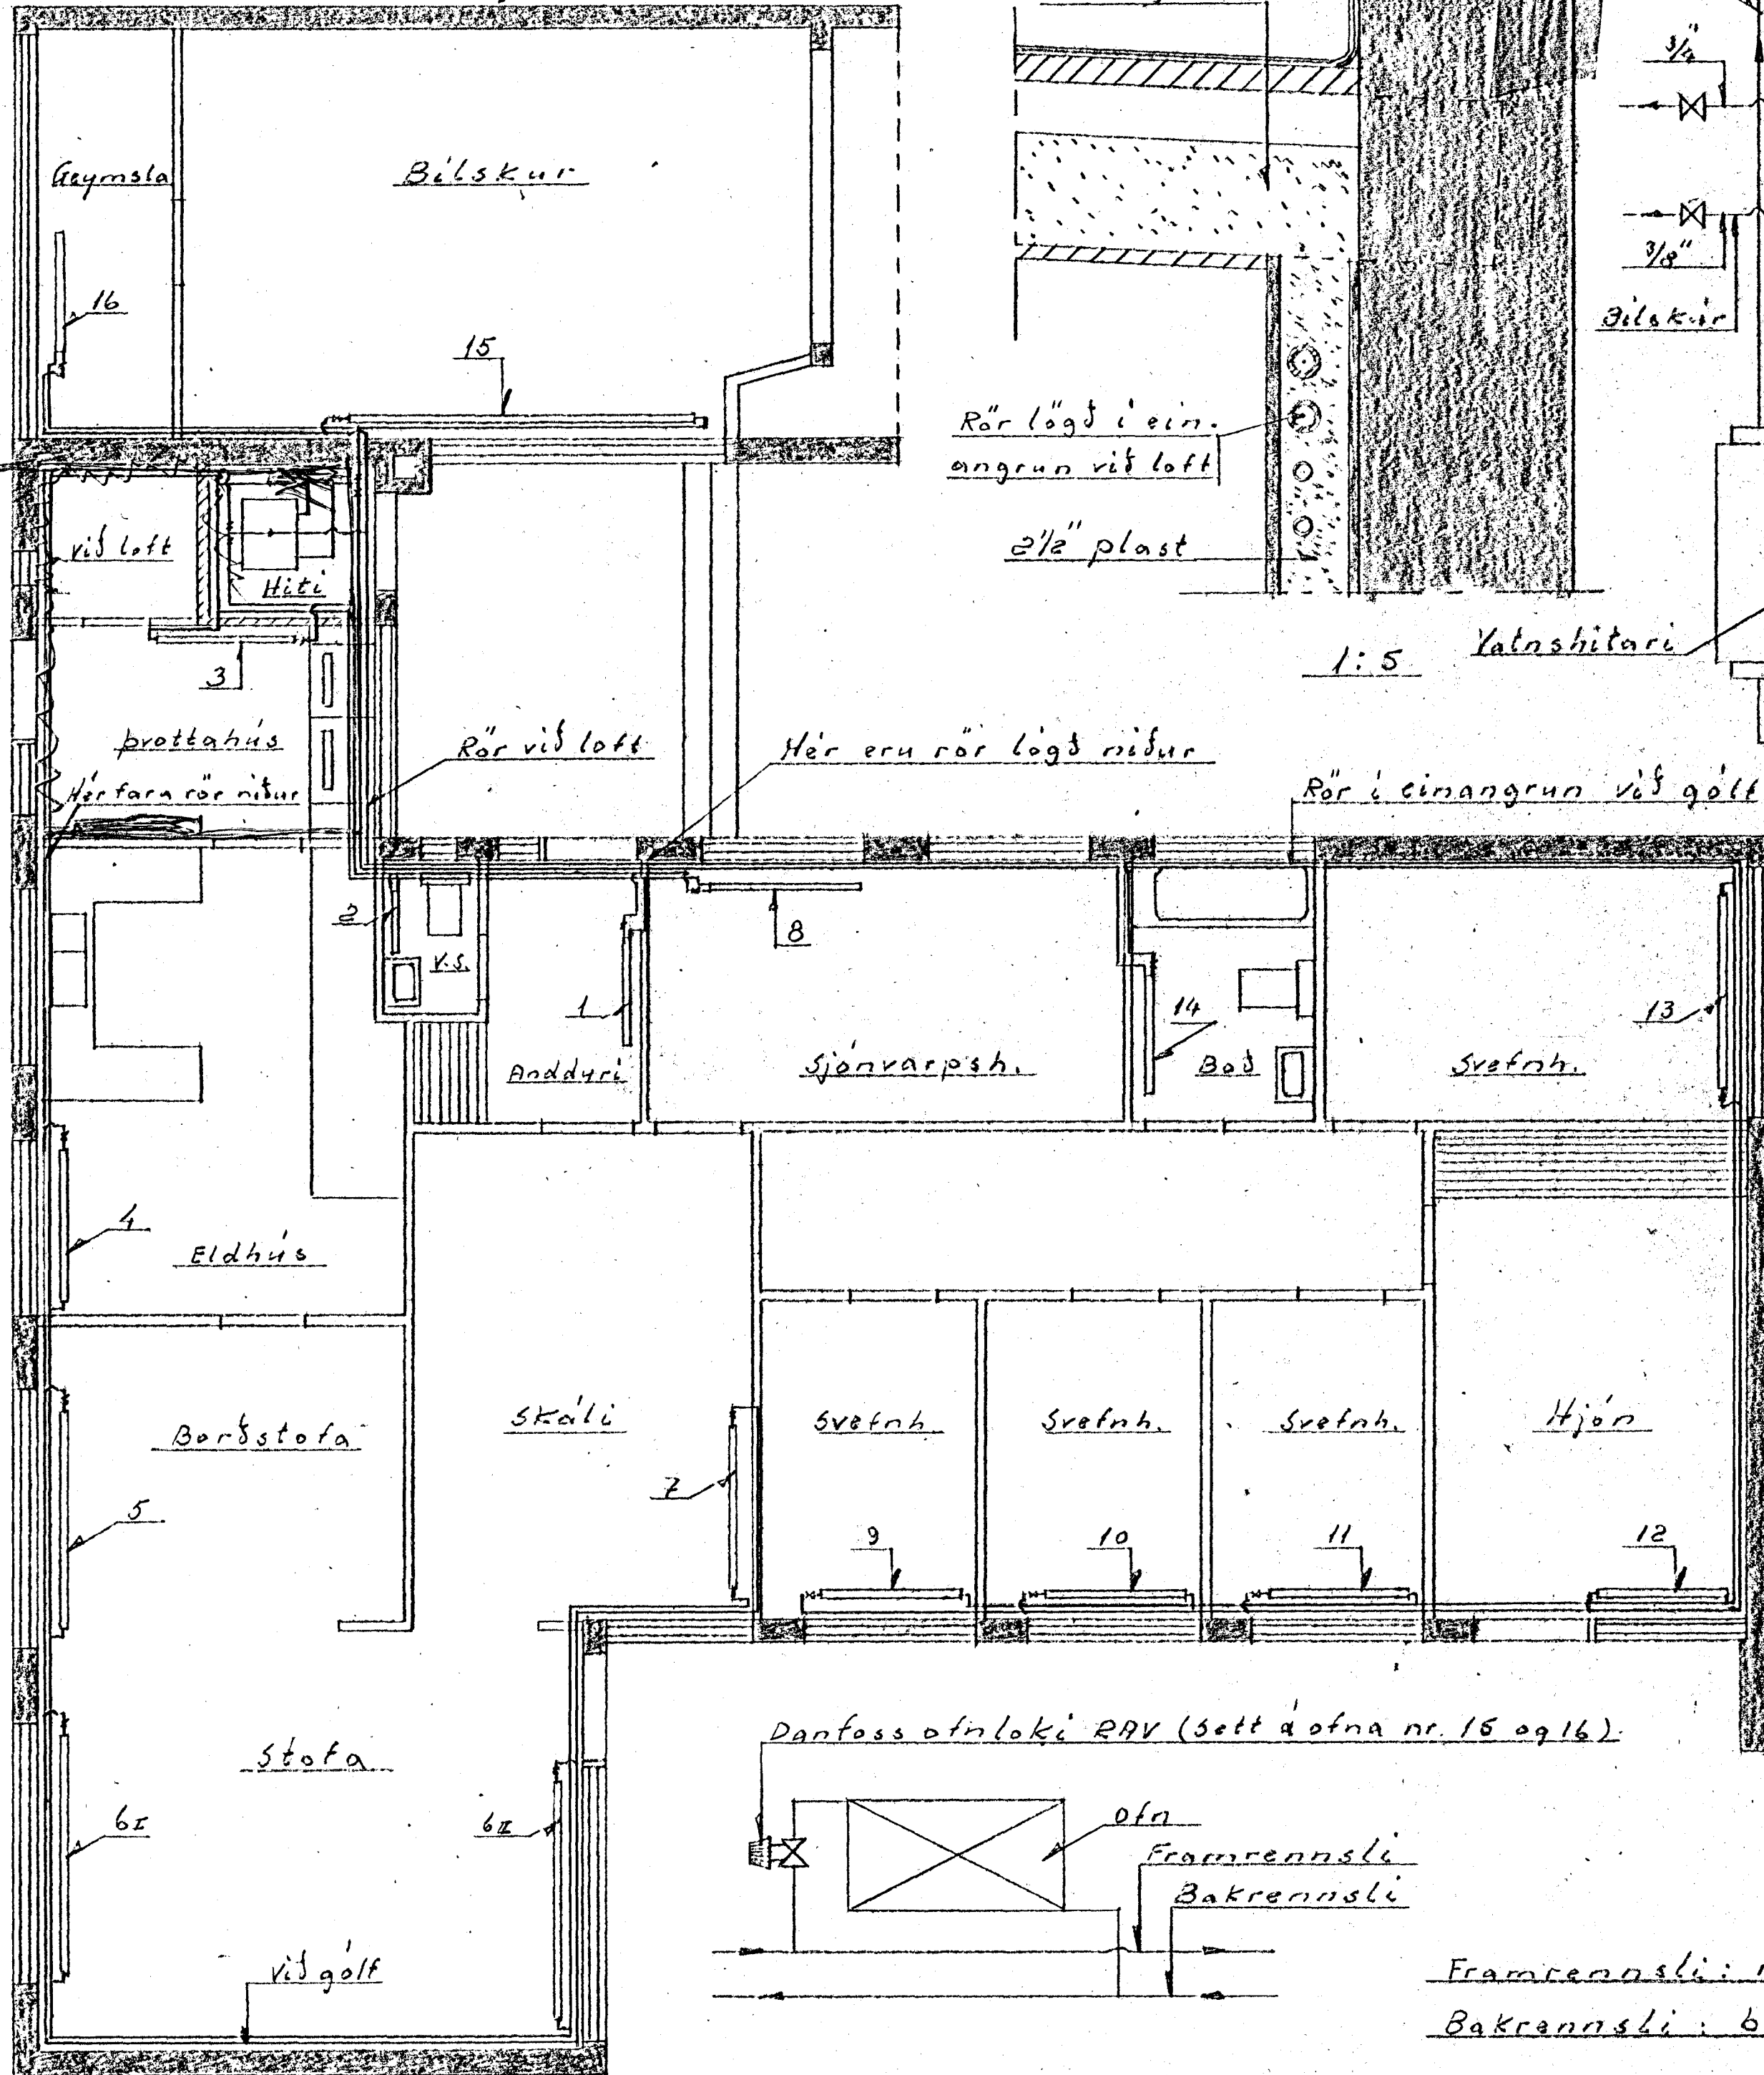 3/4"
Geymsla
Bílskur
3/8"
Bílskúr
16
15
Rör lögð í ein-
angrun við loft
við loft
2 1/2" plast
Hiti
1:5
Vatnshitari
3
þvottahús
Rör við loft
Hér eru rör lögð niður
Hér fara rör niður
Rör í einangrun við gólf
2
8
V.S.
1
14
13
Anddyri
Sjónvarpsh.
Bað
Svefnh.
4
Eldhús
Skáli
Svefnh.
Svefnh.
Svefnh.
Hjón
Borðstofa
7
5
9
10
11
12
Danfoss ofnloki RAV (Sett á ofna nr. 15 og 16).
Stofa
6I
6II
Ofn
Framrennsli
Bakrennsli
við gólf
Framrennsli:
Bakrennsli: